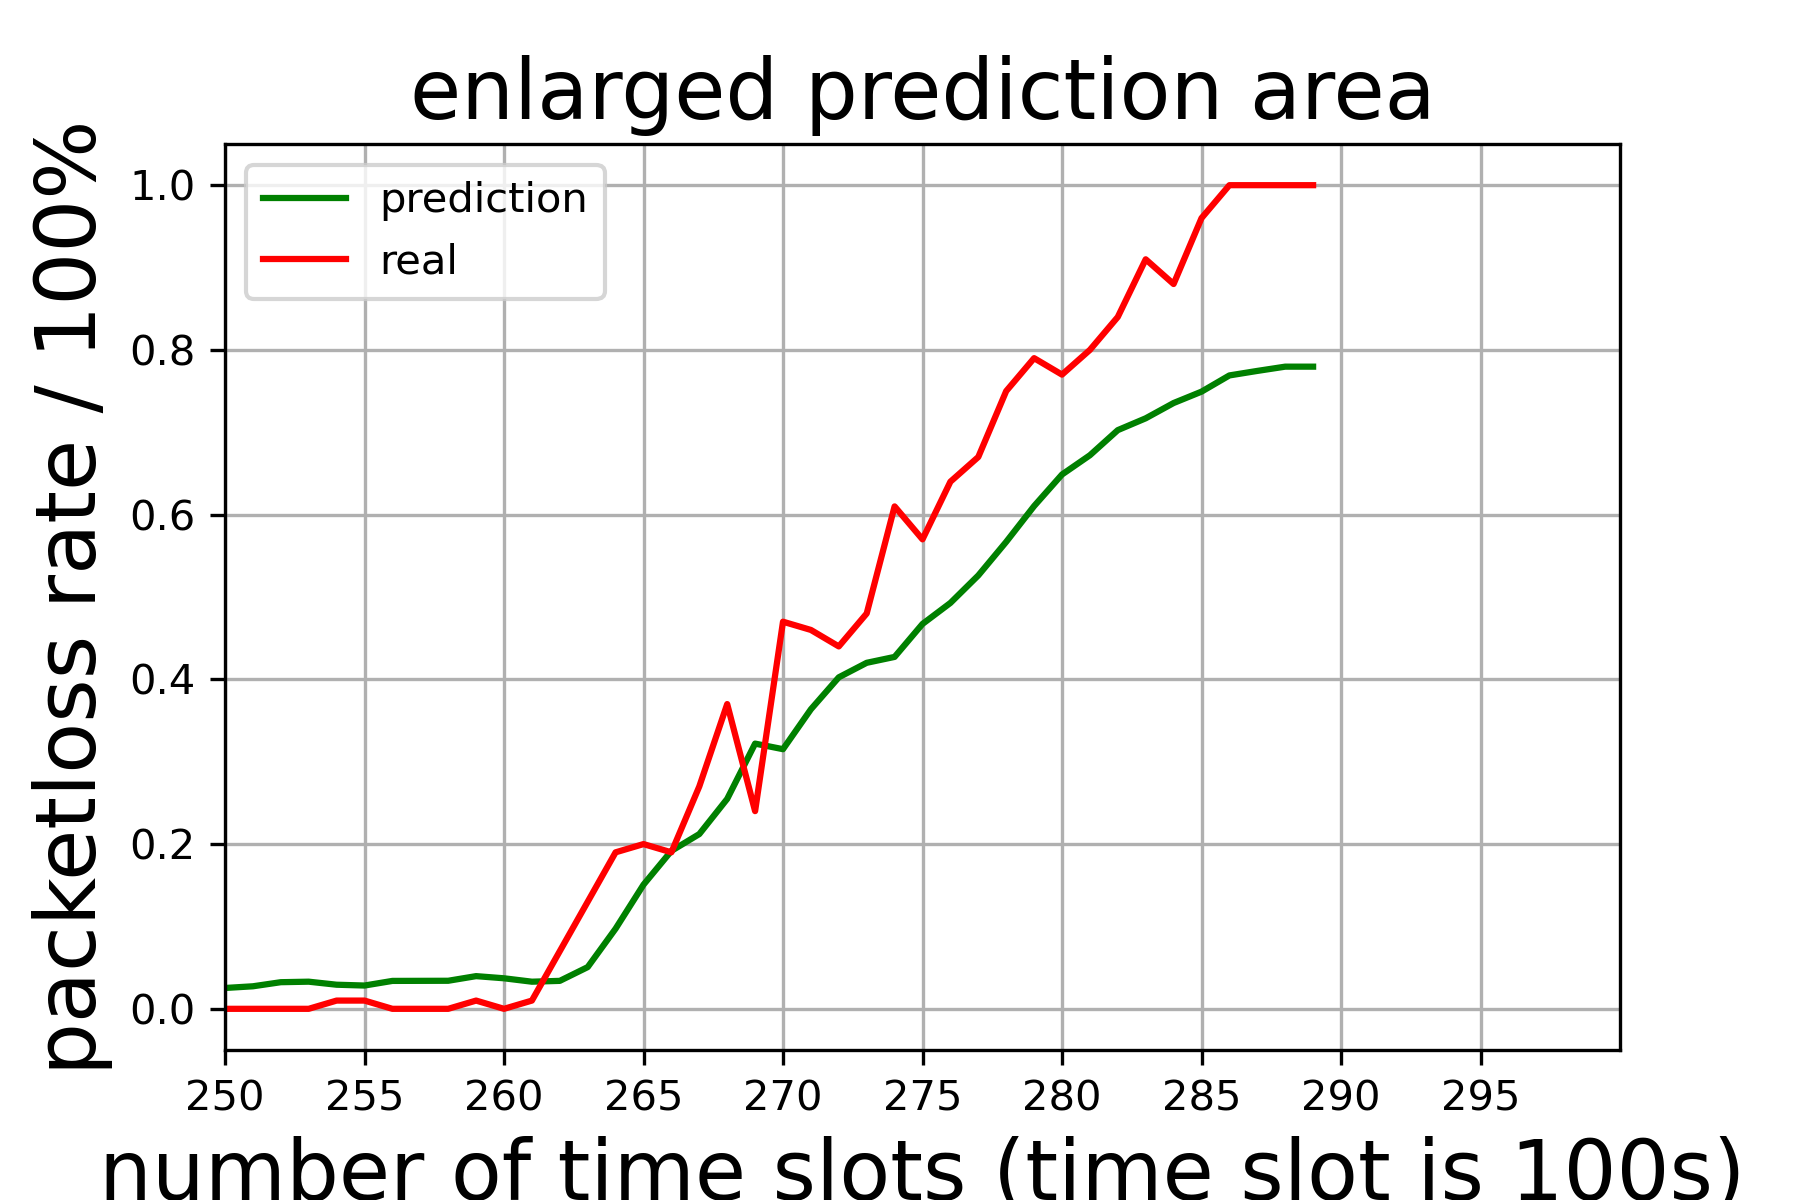 enlarged prediction area
packetloss rate / 100%
1.0
0.8
0.6
0.4
0.2
0.0
prediction
real
250 255 260 265 270 275 280 285 290 295
number of time slots (time slot is 100s)